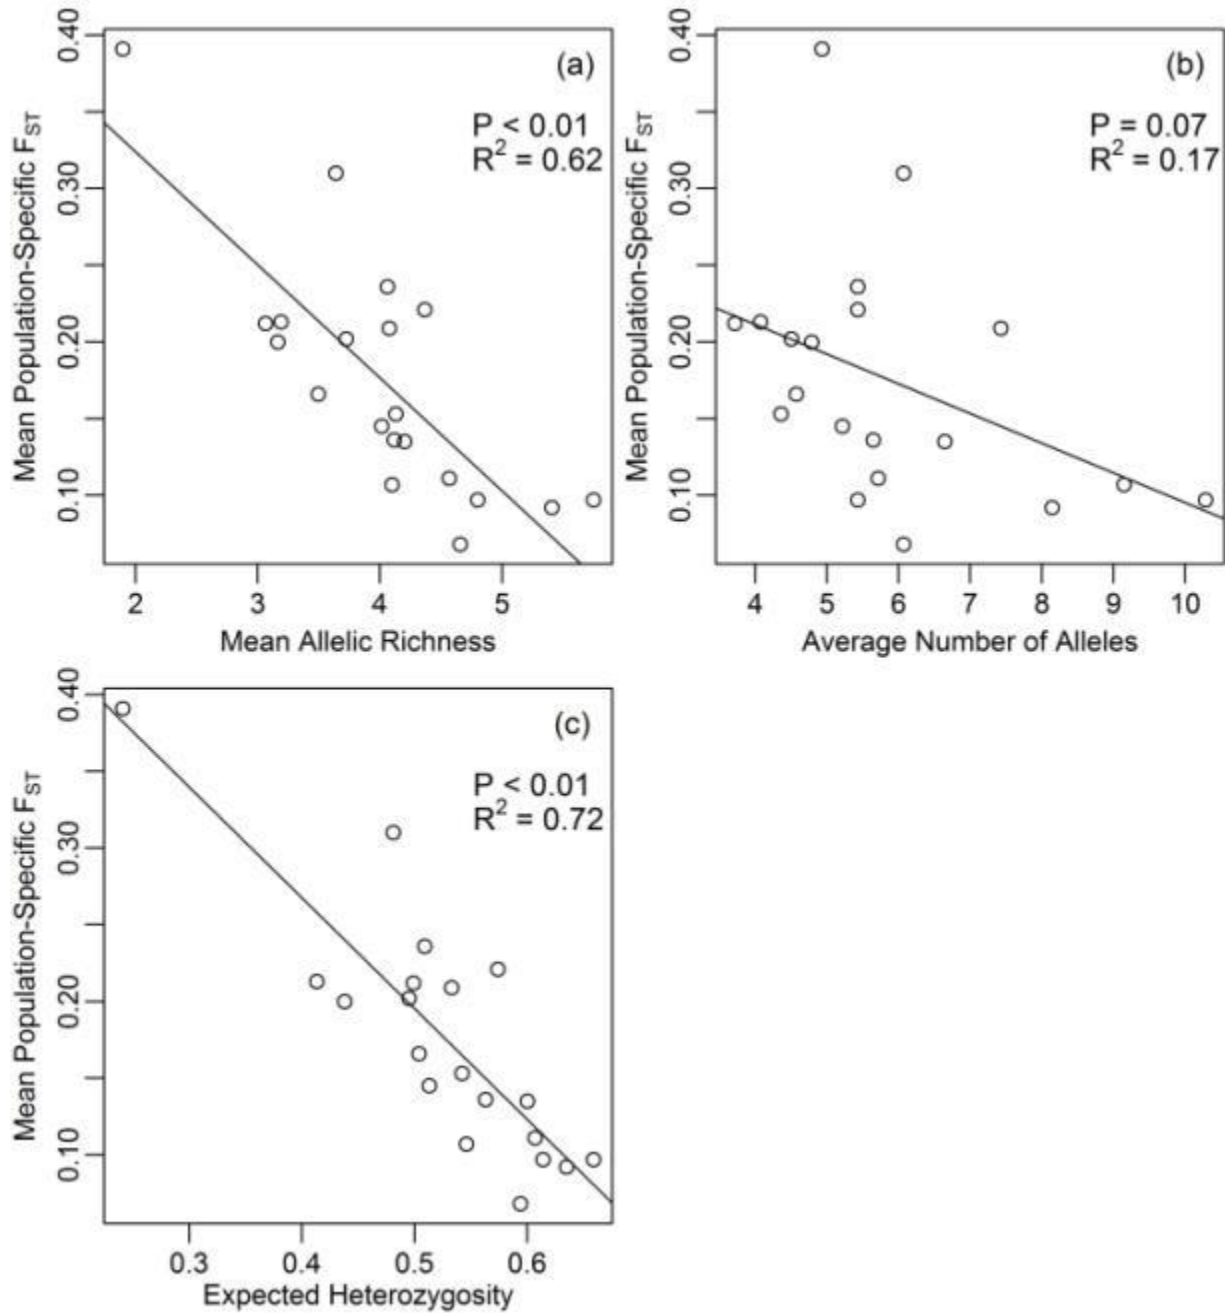 (a)
P < 0.01
R² = 0.62
0.10
0.20
0.30
0.40
Mean Population-Specific F_ST
2 3 4 5
Mean Allelic Richness
(b)
P = 0.07
R² = 0.17
0.10
0.20
0.30
0.40
Mean Population-Specific F_ST
4 5 6 7 8 9 10
Average Number of Alleles
(c)
P < 0.01
R² = 0.72
0.10
0.20
0.30
0.40
Mean Population-Specific F_ST
0.3 0.4 0.5 0.6
Expected Heterozygosity